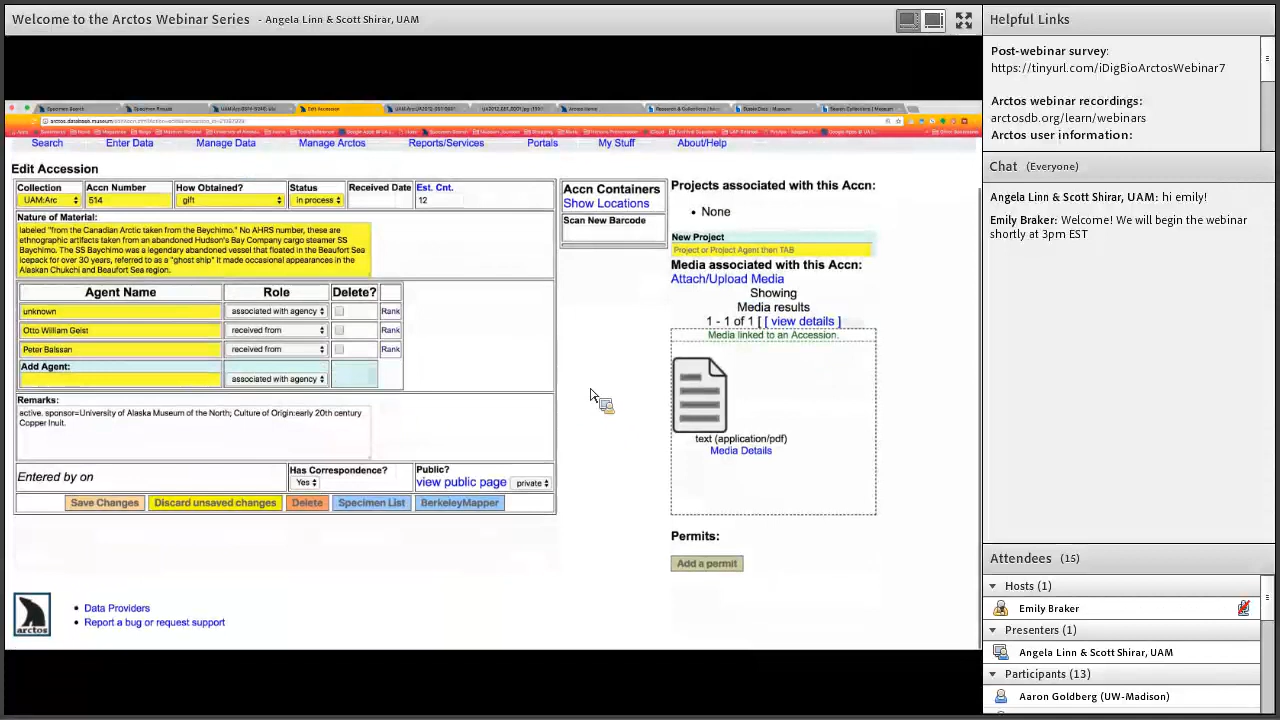 Welcome to the Arctos Webinar Series - Angela Linn & Scott Shirar, UAM
Search Enter Data Manage Data Manage Arctos Reports/Services Portals My Stuff About/Help
Edit Accession
Collection Accn Number How Obtained? Status Received Date Est. Cnt.
UAM:Arc 514 gift in process 12
Nature of Material:
labeled "from the Canadian Arctic taken from the Baychimo." No AHRS number, these are
ethnographic artifacts taken from an abandoned Hudson's Bay Company cargo steamer SS
Baychimo. The SS Baychimo was a legendary abandoned vessel that floated in the Beaufort Sea
icepack for over 30 years, referred to as a "ghost ship" it made occasional appearances in the
Alaskan Chukchi and Beaufort Sea region.
Agent Name Role Delete?
unknown associated with agency Rank
Otto William Geist received from Rank
Peter Balssan received from Rank
Add Agent:
associated with agency
Remarks:
active. sponsor=University of Alaska Museum of the North; Culture of Origin:early 20th century
Copper Inuit.
Entered by on
Has Correspondence?
Yes
Public?
view public page private
Save Changes Discard unsaved changes Delete Specimen List BerkeleyMapper
Accn Containers
Show Locations
Scan New Barcode
Projects associated with this Accn:
• None
New Project
Project or Project Agent then TAB
Media associated with this Accn:
Attach/Upload Media
Showing
Media results
1 - 1 of 1 [ [ view details ]
Media linked to an Accession.
text (application/pdf)
Media Details
Permits:
Add a permit
arctos
• Data Providers
• Report a bug or request support
Helpful Links
Post-webinar survey:
https://tinyurl.com/iDigBioArctosWebinar7
Arctos webinar recordings:
arctosdb.org/learn/webinars
Arctos user information:
Chat (Everyone)
Angela Linn & Scott Shirar, UAM: hi emily!
Emily Braker: Welcome! We will begin the webinar
shortly at 3pm EST
Attendees (15)
Hosts (1)
Emily Braker
Presenters (1)
Angela Linn & Scott Shirar, UAM
Participants (13)
Aaron Goldberg (UW-Madison)